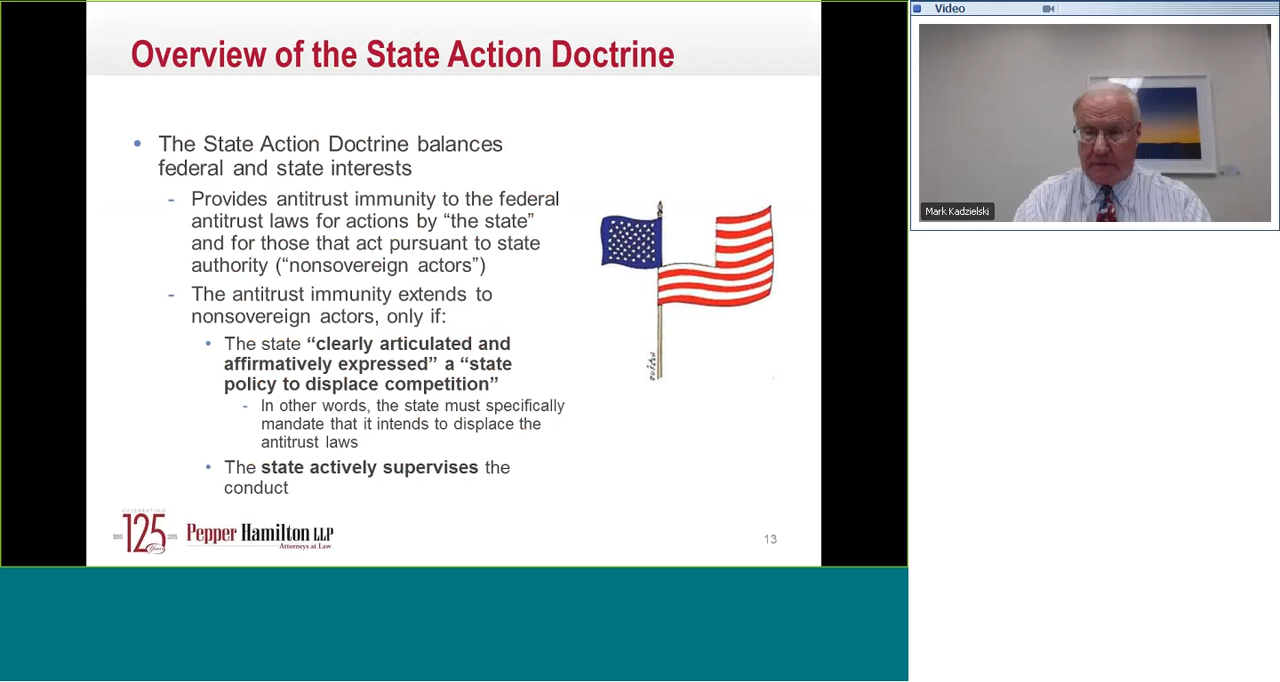 Overview of the State Action Doctrine
• The State Action Doctrine balances
federal and state interests
- Provides antitrust immunity to the federal
antitrust laws for actions by “the state”
and for those that act pursuant to state
authority (“nonsovereign actors”)
- The antitrust immunity extends to
nonsovereign actors, only if:
• The state “clearly articulated and
affirmatively expressed” a “state
policy to displace competition”
- In other words, the state must specifically
mandate that it intends to displace the
antitrust laws
• The state actively supervises the
conduct
CELEBRATING
1890 125 2015
Years
Pepper Hamilton LLP
Attorneys at Law
13
Video
Mark Kadzielski